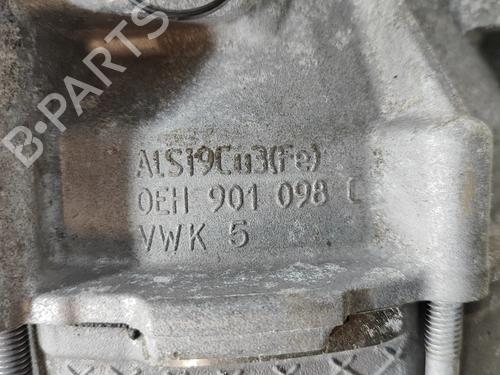 B-PARTS
AlSi9Cu3(Fe)
0EH 901 098
VWK 5